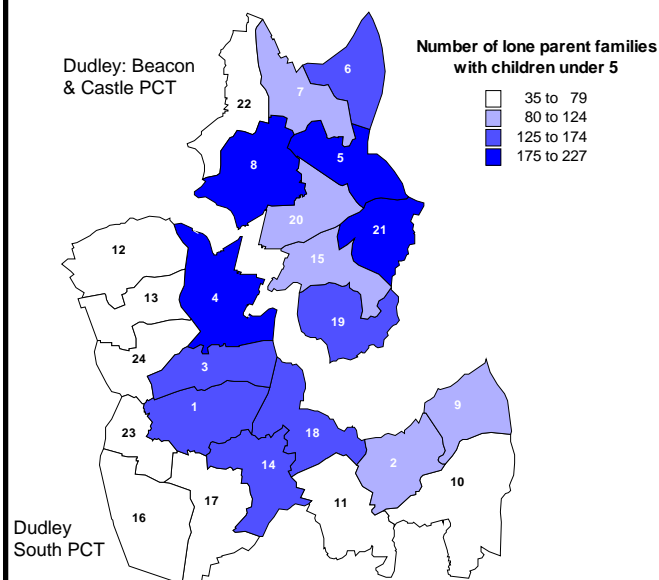 Dudley: Beacon
& Castle PCT
Number of lone parent families
with children under 5
35 to 79
80 to 124
125 to 174
175 to 227
6
7
22
5
8
20
21
12
15
13
4
19
24
3
9
1
23
18
2
14
10
17
11
16
Dudley
South PCT